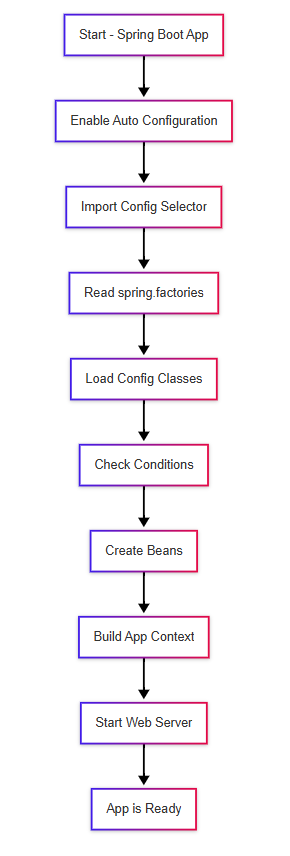 Start - Spring Boot App
Enable Auto Configuration
Import Config Selector
Read spring.factories
Load Config Classes
Check Conditions
Create Beans
Build App Context
Start Web Server
App is Ready